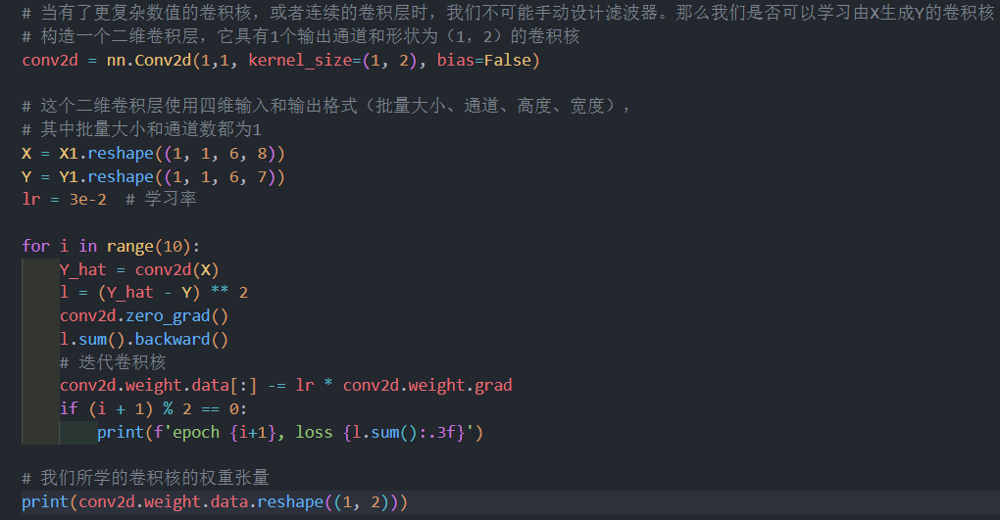 # 当有了更复杂数值的卷积核，或者连续的卷积层时，我们不可能手动设计滤波器。那么我们是否可以学习由X生成Y的卷积核
# 构造一个二维卷积层，它具有1个输出通道和形状为（1，2）的卷积核
conv2d = nn.Conv2d(1,1, kernel_size=(1, 2), bias=False)
# 这个二维卷积层使用四维输入和输出格式（批量大小、通道、高度、宽度），
# 其中批量大小和通道数都为1
X = X1.reshape((1, 1, 6, 8))
Y = Y1.reshape((1, 1, 6, 7))
lr = 3e-2  # 学习率
for i in range(10):
    Y_hat = conv2d(X)
    l = (Y_hat - Y) ** 2
    conv2d.zero_grad()
    l.sum().backward()
    # 迭代卷积核
    conv2d.weight.data[:] -= lr * conv2d.weight.grad
    if (i + 1) % 2 == 0:
        print(f'epoch {i+1}, loss {l.sum():.3f}')
# 我们所学的卷积核的权重张量
print(conv2d.weight.data.reshape((1, 2)))